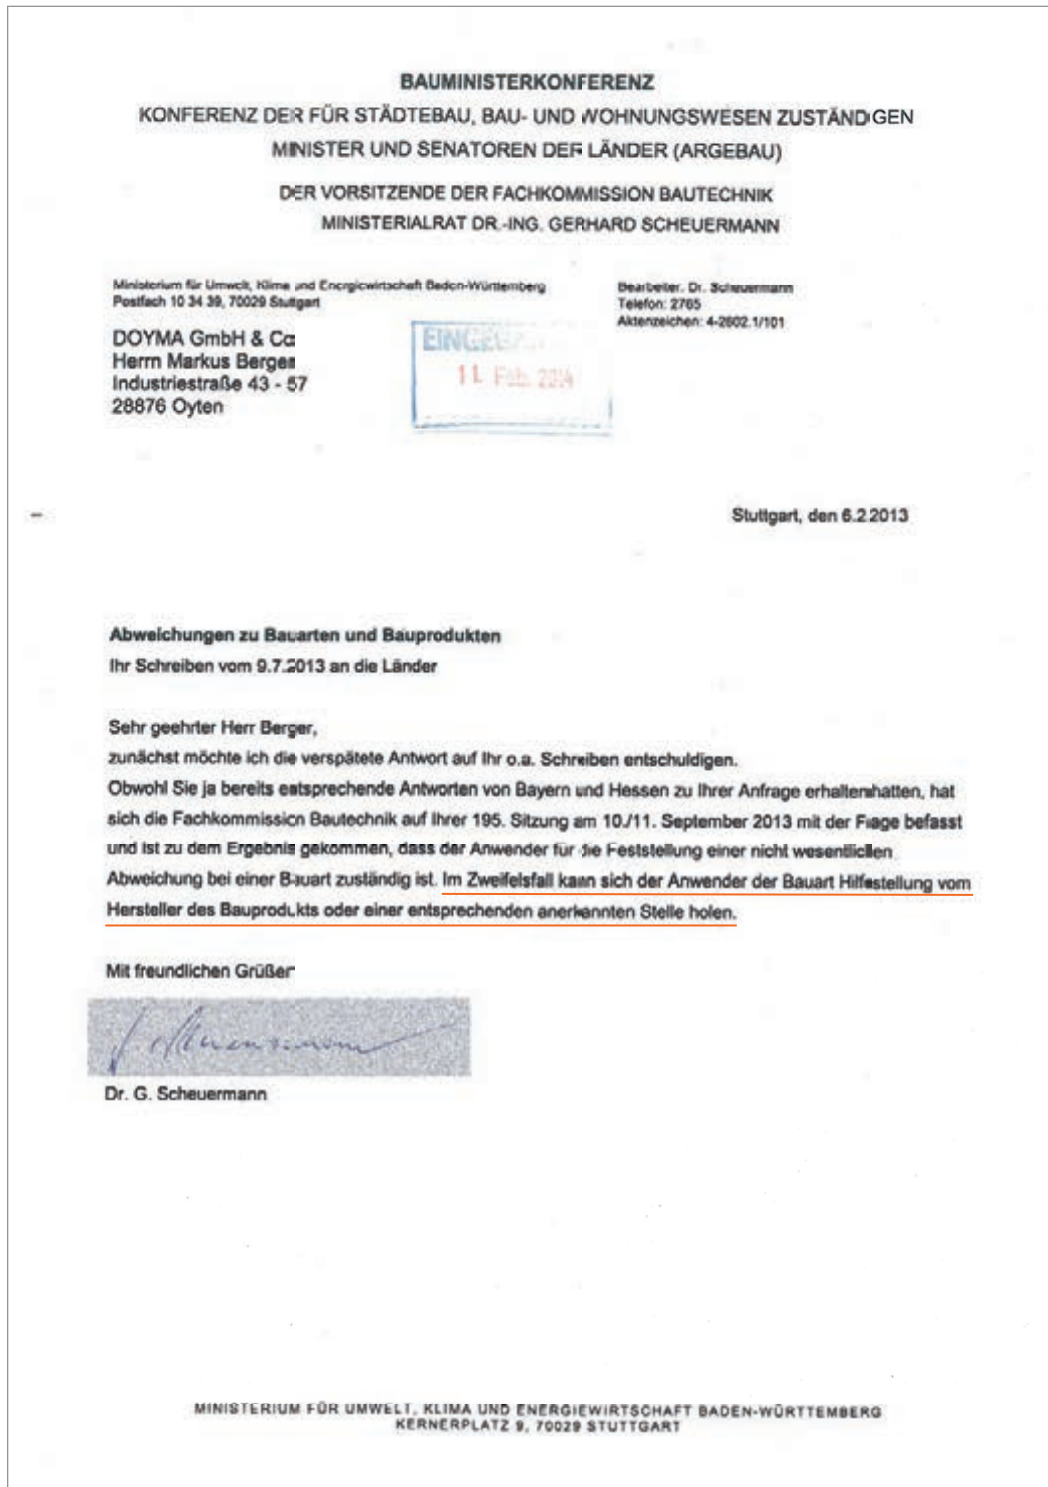 BAUMINISTERKONFERENZ
KONFERENZ DER FÜR STÄDTEBAU, BAU- UND WOHNUNGSWESEN ZUSTÄNDIGEN
MINISTER UND SENATOREN DER LÄNDER (ARGEBAU)
DER VORSITZENDE DER FACHKOMMISSION BAUTECHNIK
MINISTERIALRAT DR.-ING. GERHARD SCHEUERMANN
Ministerium für Umwelt, Klima und Energiewirtschaft Baden-Württemberg
Postfach 10 34 39, 70029 Stuttgart
Bearbeiter: Dr. Scheuermann
Telefon: 2765
Aktenzeichen: 4-2602.1/101
DOYMA GmbH & Co
Herrn Markus Berger
Industriestraße 43 - 57
28876 Oyten
11. Feb. 2014
Stuttgart, den 6.2.2013
Abweichungen zu Bauarten und Bauprodukten
Ihr Schreiben vom 9.7.2013 an die Länder
Sehr geehrter Herr Berger,
zunächst möchte ich die verspätete Antwort auf Ihr o.a. Schreiben entschuldigen.
Obwohl Sie ja bereits entsprechende Antworten von Bayern und Hessen zu Ihrer Anfrage erhalten hatten, hat
sich die Fachkommission Bautechnik auf Ihrer 195. Sitzung am 10./11. September 2013 mit der Frage befasst
und ist zu dem Ergebnis gekommen, dass der Anwender für die Feststellung einer nicht wesentlichen
Abweichung bei einer Bauart zuständig ist. Im Zweifelsfall kann sich der Anwender der Bauart Hilfestellung vom
Hersteller des Bauprodukts oder einer entsprechenden anerkannten Stelle holen.
Mit freundlichen Grüßen
Dr. G. Scheuermann
MINISTERIUM FÜR UMWELT, KLIMA UND ENERGIEWIRTSCHAFT BADEN-WÜRTTEMBERG
KERNERPLATZ 9, 70029 STUTTGART